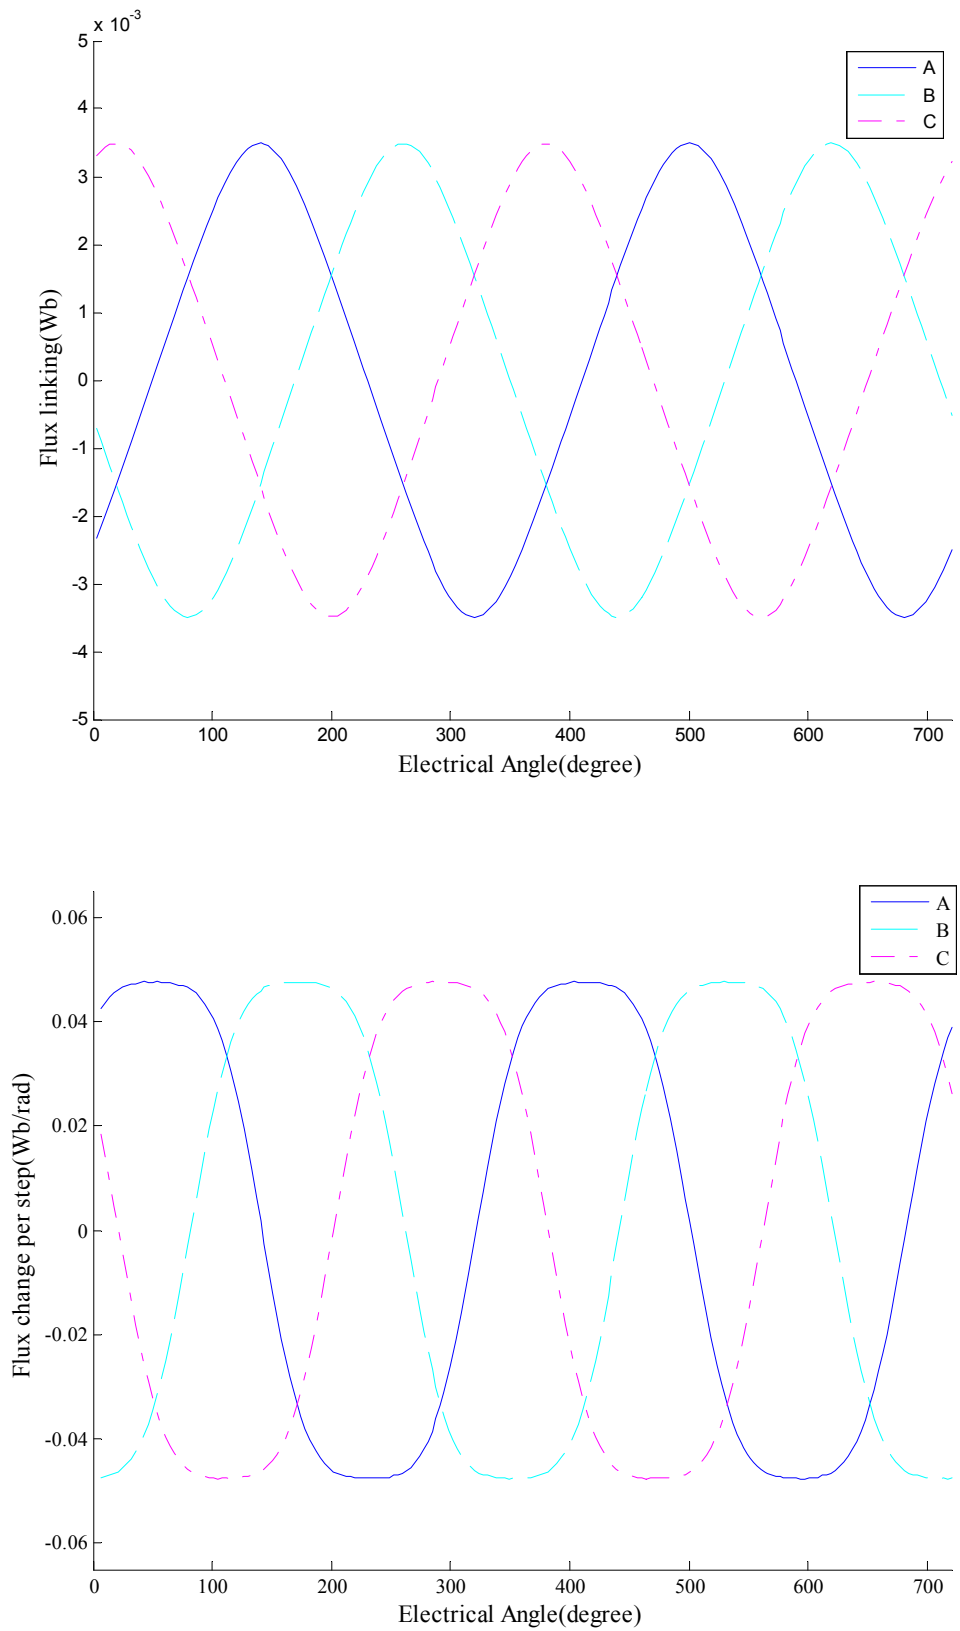 x 10-3
5
4
3
2
1
0
-1
-2
-3
-4
-5
Flux linking(Wb)
0 100 200 300 400 500 600 700
Electrical Angle(degree)
A
B
C
0.06
0.04
0.02
0
-0.02
-0.04
-0.06
Flux change per step(Wb/rad)
0 100 200 300 400 500 600 700
Electrical Angle(degree)
A
B
C